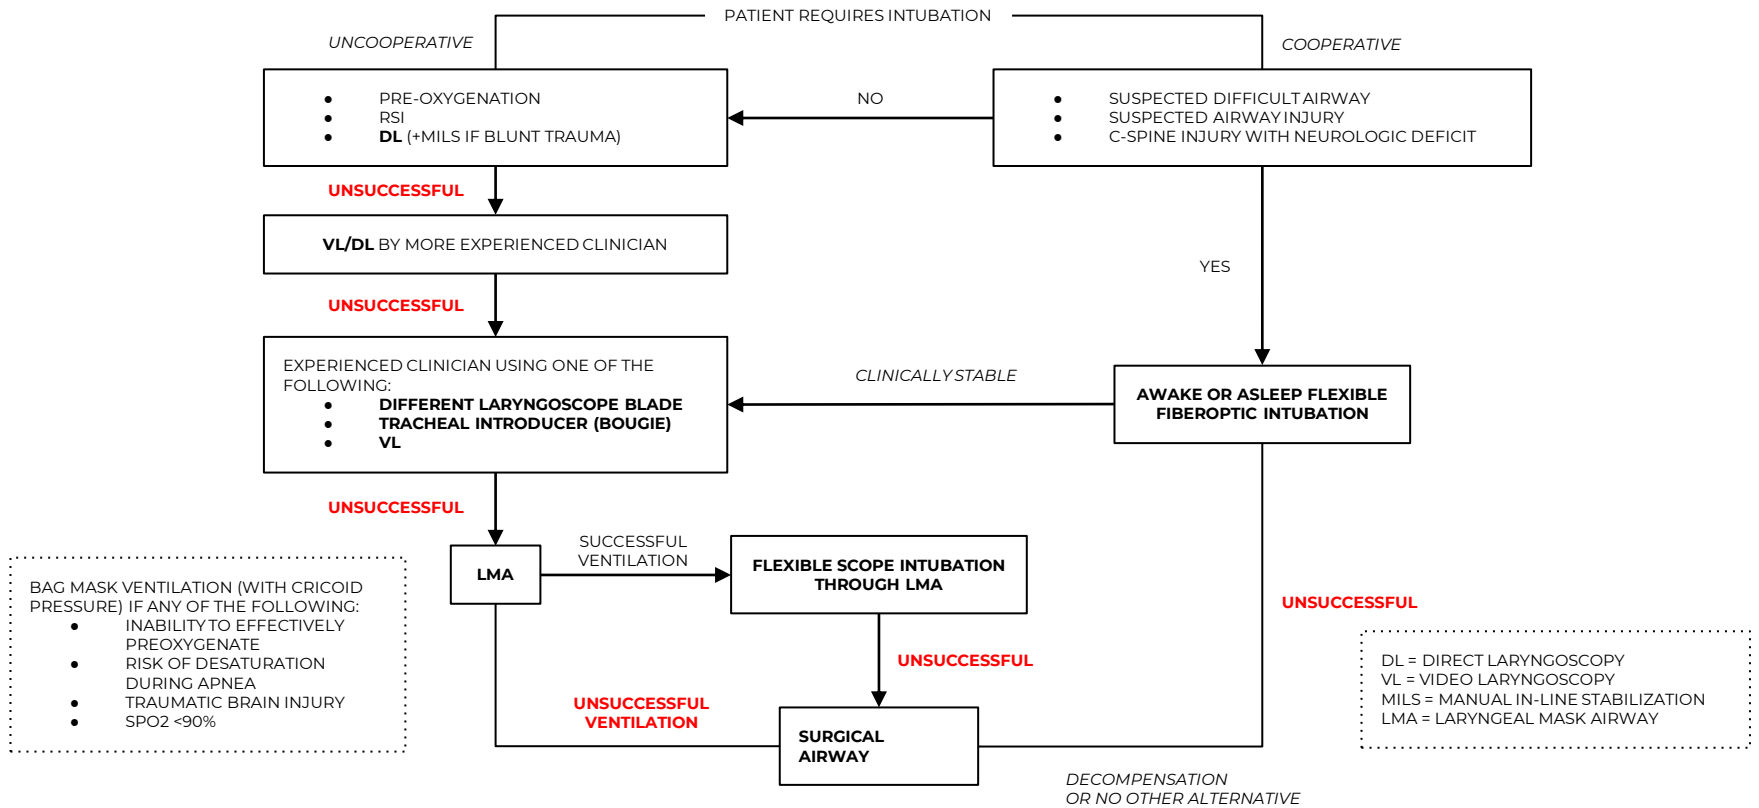 PATIENT REQUIRES INTUBATION
UNCOOPERATIVE
COOPERATIVE
● PRE-OXYGENATION
● RSI
● DL (+MILS IF BLUNT TRAUMA)
NO
● SUSPECTED DIFFICULT AIRWAY
● SUSPECTED AIRWAY INJURY
● C-SPINE INJURY WITH NEUROLOGIC DEFICIT
UNSUCCESSFUL
VL/DL BY MORE EXPERIENCED CLINICIAN
YES
UNSUCCESSFUL
EXPERIENCED CLINICIAN USING ONE OF THE
FOLLOWING:
● DIFFERENT LARYNGOSCOPE BLADE
● TRACHEAL INTRODUCER (BOUGIE)
● VL
CLINICALLY STABLE
AWAKE OR ASLEEP FLEXIBLE
FIBEROPTIC INTUBATION
UNSUCCESSFUL
LMA
SUCCESSFUL
VENTILATION
FLEXIBLE SCOPE INTUBATION
THROUGH LMA
BAG MASK VENTILATION (WITH CRICOID
PRESSURE) IF ANY OF THE FOLLOWING:
● INABILITY TO EFFECTIVELY
PREOXYGENATE
● RISK OF DESATURATION
DURING APNEA
● TRAUMATIC BRAIN INJURY
● SPO2 <90%
UNSUCCESSFUL
UNSUCCESSFUL
UNSUCCESSFUL
VENTILATION
SURGICAL
AIRWAY
DL = DIRECT LARYNGOSCOPY
VL = VIDEO LARYNGOSCOPY
MILS = MANUAL IN-LINE STABILIZATION
LMA = LARYNGEAL MASK AIRWAY
DECOMPENSATION
OR NO OTHER ALTERNATIVE